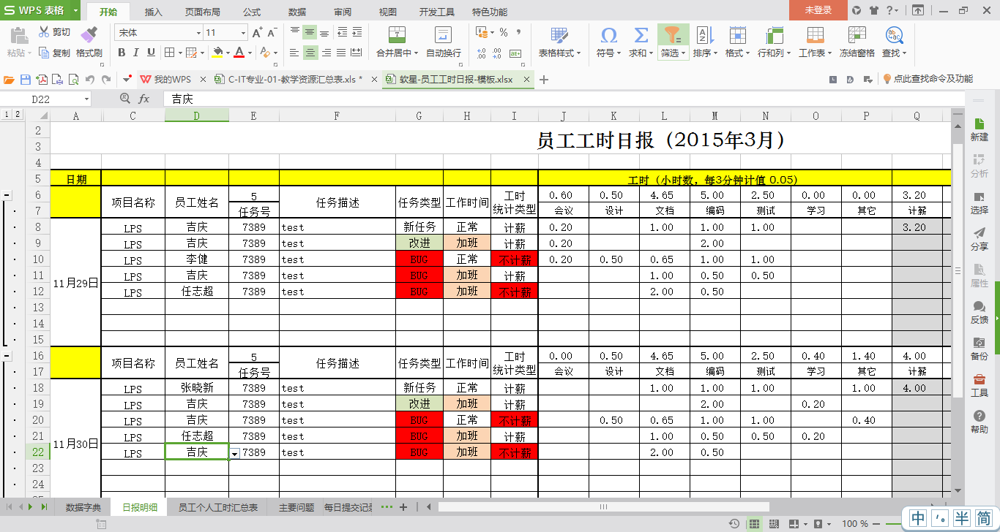 S WPS 表格 开始 插入 页面布局 公式 数据 审阅 视图 开发工具 特色功能 未登录 ?
粘贴 剪切 复制 格式刷 宋体 11 A+ A- B I U A 合并居中 自动换行 % 表格样式 符号 求和 筛选 排序 格式 行和列 工作表 冻结窗格 查找
我的WPS C-IT专业-01-教学资源汇总表.xls * 软星-员工工时日报-模板.xlsx 点此查找命令及功能
D22 fx 吉庆
1 2 A C D E F G H I J K L M N O P Q
2
3 员工工时日报（2015年3月）
4
5 日期 工时（小时数，每3分钟计值 0.05）
6 项目名称 员工姓名 5 任务描述 任务类型 工作时间 工时 0.60 0.50 4.65 5.00 2.50 0.00 0.00 3.20
7 任务号 统计类型 会议 设计 文档 编码 测试 学习 其它 计薪
8 LPS 吉庆 7389 test 新任务 正常 计薪 0.20 1.00 1.00 1.00 3.20
9 LPS 吉庆 7389 test 改进 加班 计薪 0.20 2.00
10 LPS 李健 7389 test BUG 正常 不计薪 0.20 0.50 0.65 1.00 1.00
11 11月29日 LPS 吉庆 7389 test BUG 加班 计薪 1.00 0.50 0.50
12 LPS 任志超 7389 test BUG 加班 不计薪 2.00 0.50
13
14
15
16 项目名称 员工姓名 5 任务描述 任务类型 工作时间 工时 0.00 0.50 4.65 5.00 2.50 0.40 1.40 4.00
17 任务号 统计类型 会议 设计 文档 编码 测试 学习 其它 计薪
18 LPS 张晓新 7389 test 新任务 正常 计薪 1.00 1.00 1.00 1.00 4.00
19 LPS 吉庆 7389 test 改进 加班 计薪 2.00 0.20
20 LPS 吉庆 7389 test BUG 正常 不计薪 0.50 0.65 1.00 1.00 0.40
21 11月30日 LPS 任志超 7389 test BUG 加班 计薪 1.00 0.50 0.50 0.20
22 LPS 吉庆 7389 test BUG 加班 不计薪 2.00 0.50
23
24
新建
分析
选择
分享
属性
反馈
备份
工具
帮助
数据字典 日报明细 员工个人工时汇总表 主要问题 每日提交记
100 % 中 半 简